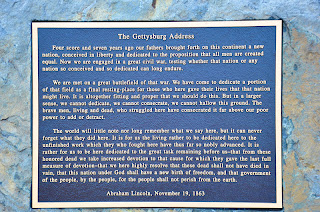 The Gettysburg Address
Four score and seven years ago our fathers brought forth on this continent a new
nation, conceived in liberty and dedicated to the proposition that all men are created
equal. Now we are engaged in a great civil war, testing whether that nation or any
nation so conceived and so dedicated can long endure.
We are met on a great battlefield of that war. We have come to dedicate a portion
of that field as a final resting-place for those who here gave their lives that that nation
might live. It is altogether fitting and proper that we should do this. But in a larger
sense, we cannot dedicate, we cannot consecrate, we cannot hallow this ground. The
brave men, living and dead, who struggled here have consecrated it far above our poor
power to add or detract.
The world will little note nor long remember what we say here, but it can never
forget what they did here. It is for us the living rather to be dedicated here to the
unfinished work which they who fought here have thus far so nobly advanced. It is
rather for us to be here dedicated to the great task remaining before us-that from these
honored dead we take increased devotion to that cause for which they gave the last full
measure of devotion-that we here highly resolve that these dead shall not have died in
vain, that this nation under God shall have a new birth of freedom, and that government
of the people, by the people, for the people shall not perish from the earth.
Abraham Lincoln, November 19, 1863